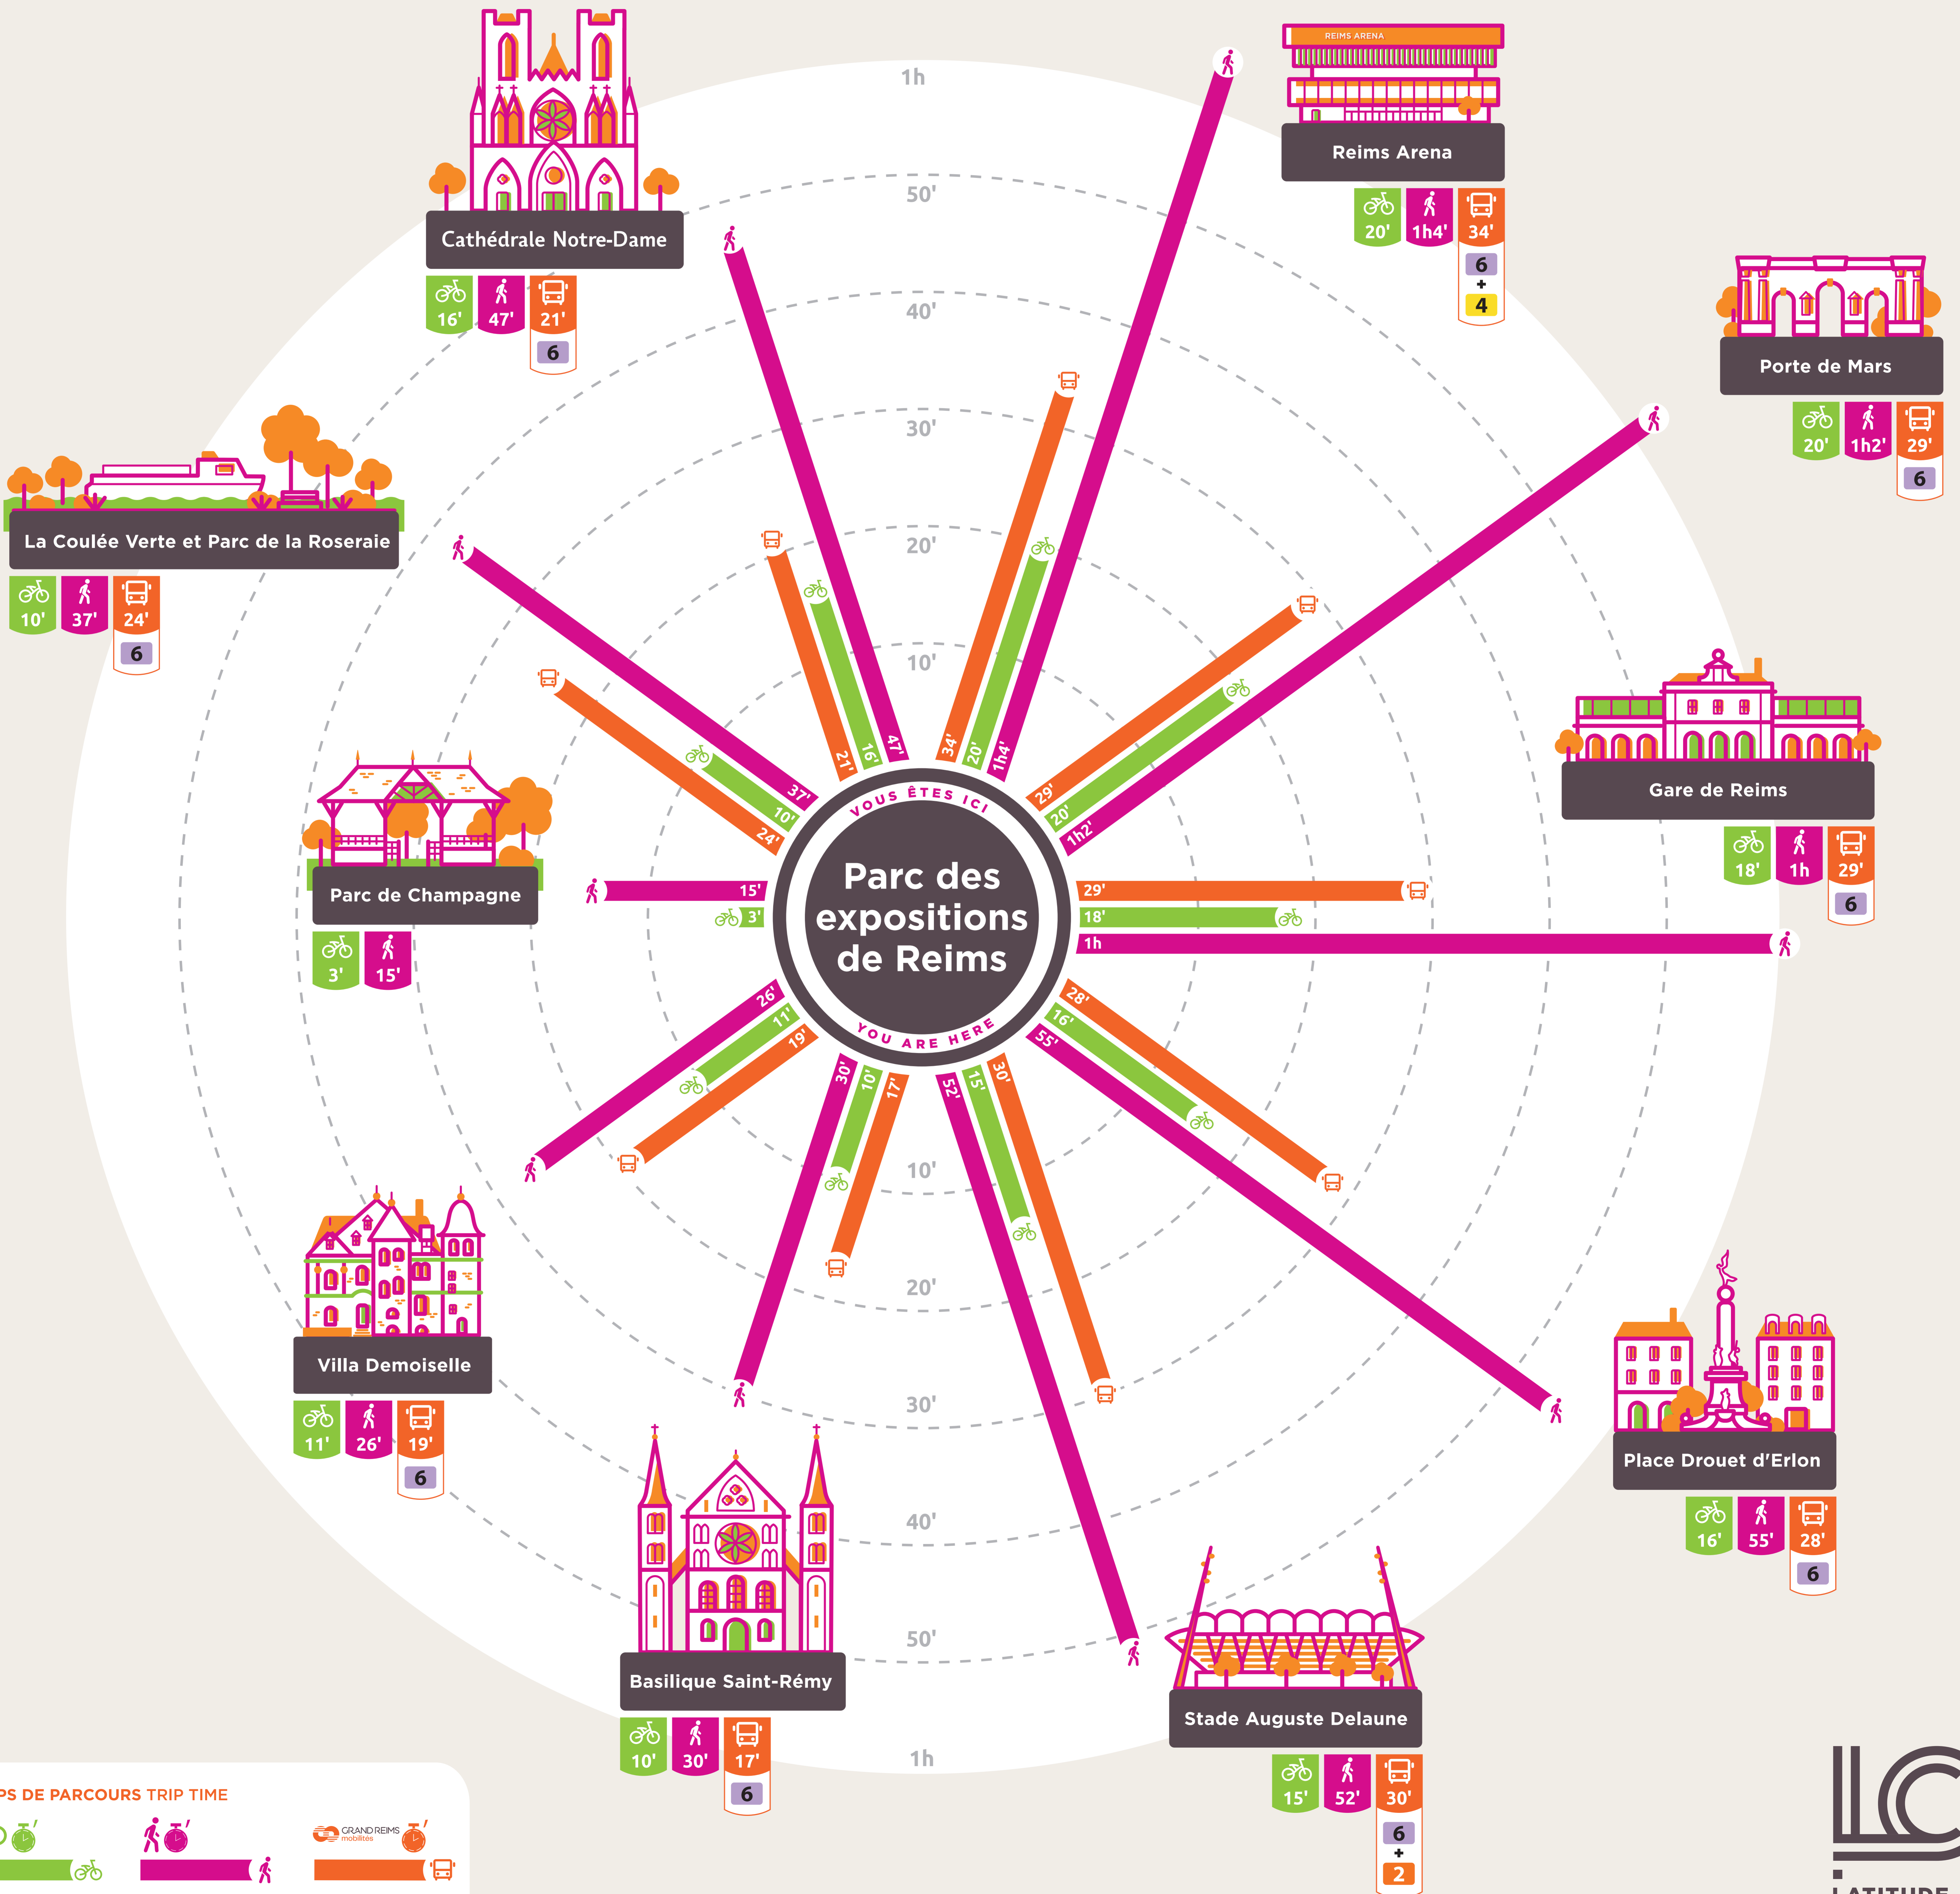 REIMS ARENA
Reims Arena
20' 1h4' 34'
6
+
4
Cathédrale Notre-Dame
16' 47' 21'
6
Porte de Mars
20' 1h2' 29'
6
La Coulée Verte et Parc de la Roseraie
10' 37' 24'
6
Gare de Reims
18' 1h 29'
6
Parc de Champagne
3' 15'
Villa Demoiselle
11' 26' 19'
6
Place Drouet d'Erlon
16' 55' 28'
6
Basilique Saint-Rémy
10' 30' 17'
6
Stade Auguste Delaune
15' 52' 30'
6
+
2
1h
50'
40'
30'
20'
10'
21' 16' 47'
34' 20' 1h4'
37'
10'
24'
29'
20'
1h2'
VOUS ÊTES ICI
Parc des
expositions
de Reims
YOU ARE HERE
15'
3'
29'
18'
1h
26'
11'
19'
28'
16'
55'
30' 10' 17'
52' 15' 30'
10'
20'
30'
40'
50'
1h
PS DE PARCOURS TRIP TIME
GRAND REIMS
mobilités
LC
LATITUDE